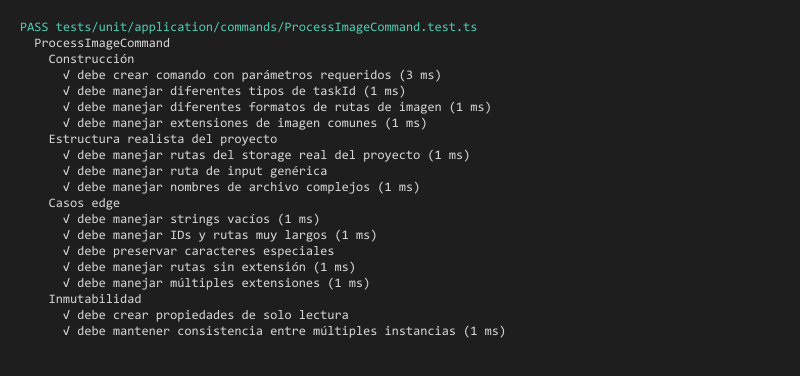 PASS tests/unit/application/commands/ProcessImageCommand.test.ts
ProcessImageCommand
Construcción
√ debe crear comando con parámetros requeridos (3 ms)
√ debe manejar diferentes tipos de taskId (1 ms)
√ debe manejar diferentes formatos de rutas de imagen (1 ms)
√ debe manejar extensiones de imagen comunes (1 ms)
Estructura realista del proyecto
√ debe manejar rutas del storage real del proyecto (1 ms)
√ debe manejar ruta de input genérica
√ debe manejar nombres de archivo complejos (1 ms)
Casos edge
√ debe manejar strings vacíos (1 ms)
√ debe manejar IDs y rutas muy largos (1 ms)
√ debe preservar caracteres especiales
√ debe manejar rutas sin extensión (1 ms)
√ debe manejar múltiples extensiones (1 ms)
Inmutabilidad
√ debe crear propiedades de solo lectura
√ debe mantener consistencia entre múltiples instancias (1 ms)